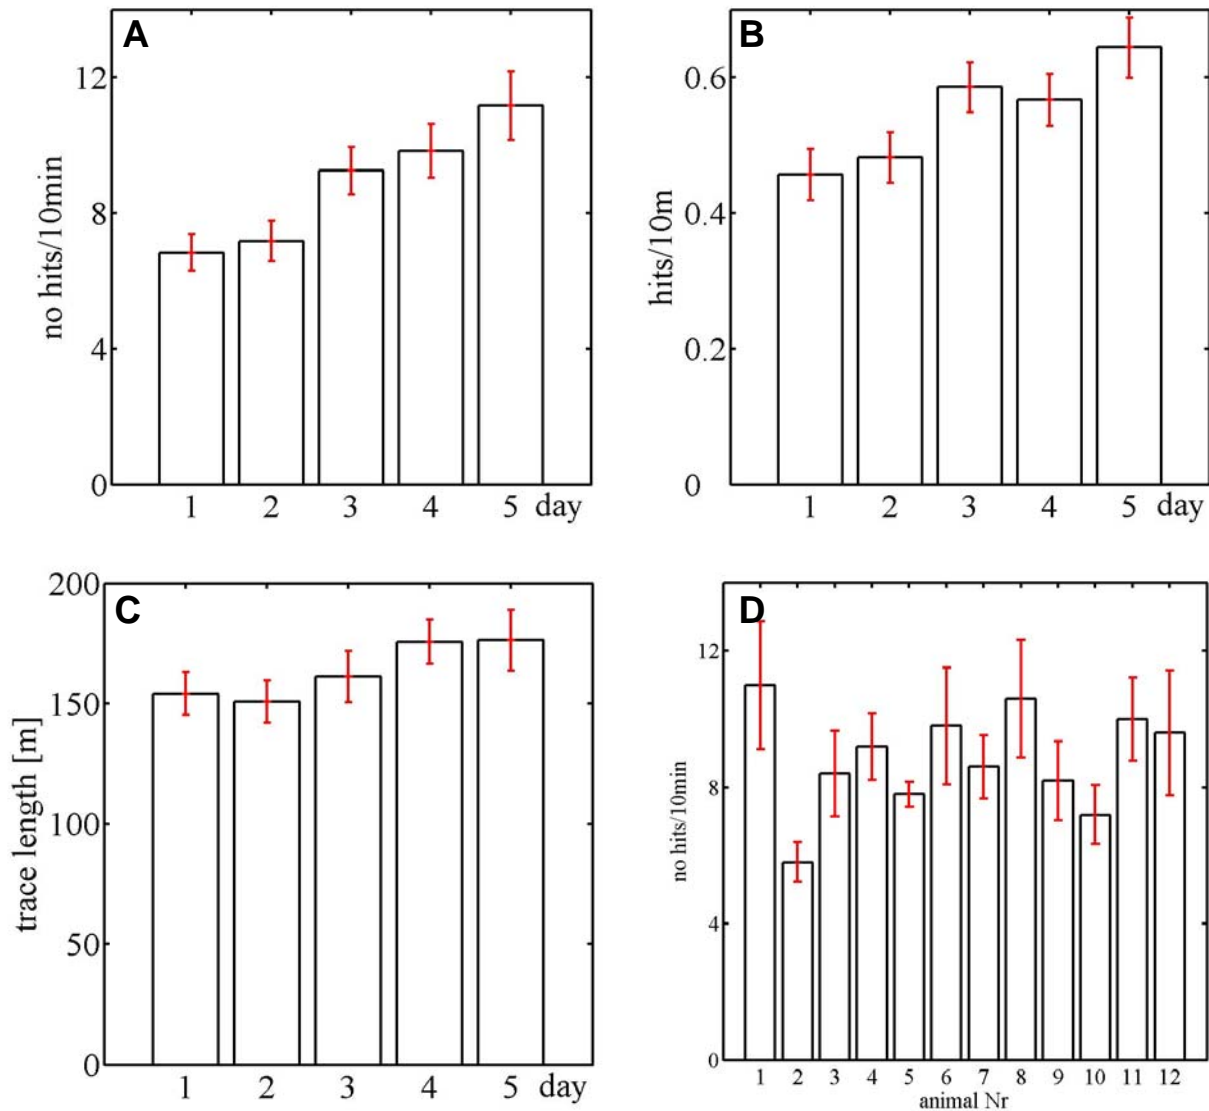 A
no hits/10min
12
8
4
0
1 2 3 4 5 day
B
hits/10m
0.6
0.4
0.2
0
1 2 3 4 5 day
C
trace length [m]
200
150
100
50
0
1 2 3 4 5 day
D
no hits/10min
12
8
4
0
1 2 3 4 5 6 7 8 9 10 11 12
animal Nr